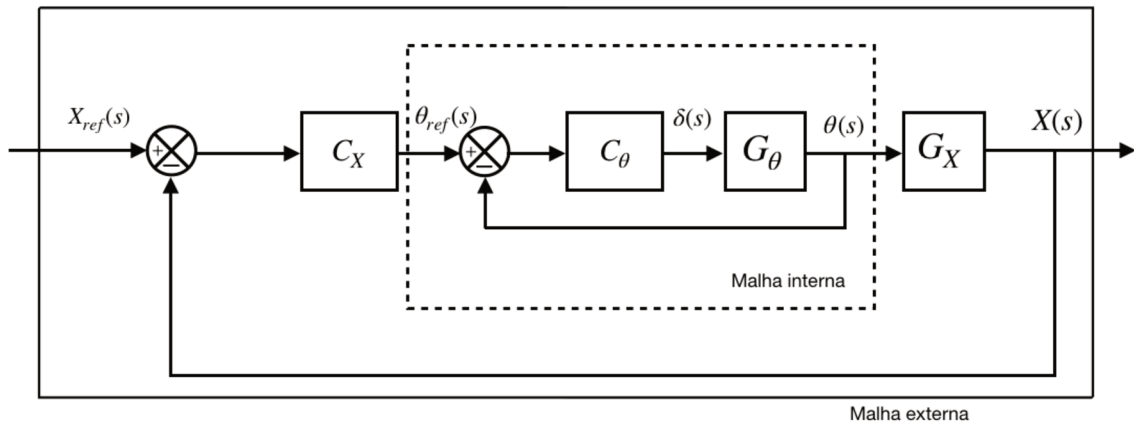 X_ref(s)
+
−
C_X
θ_ref(s)
+
−
C_θ
δ(s)
G_θ
θ(s)
G_X
X(s)
Malha interna
Malha externa